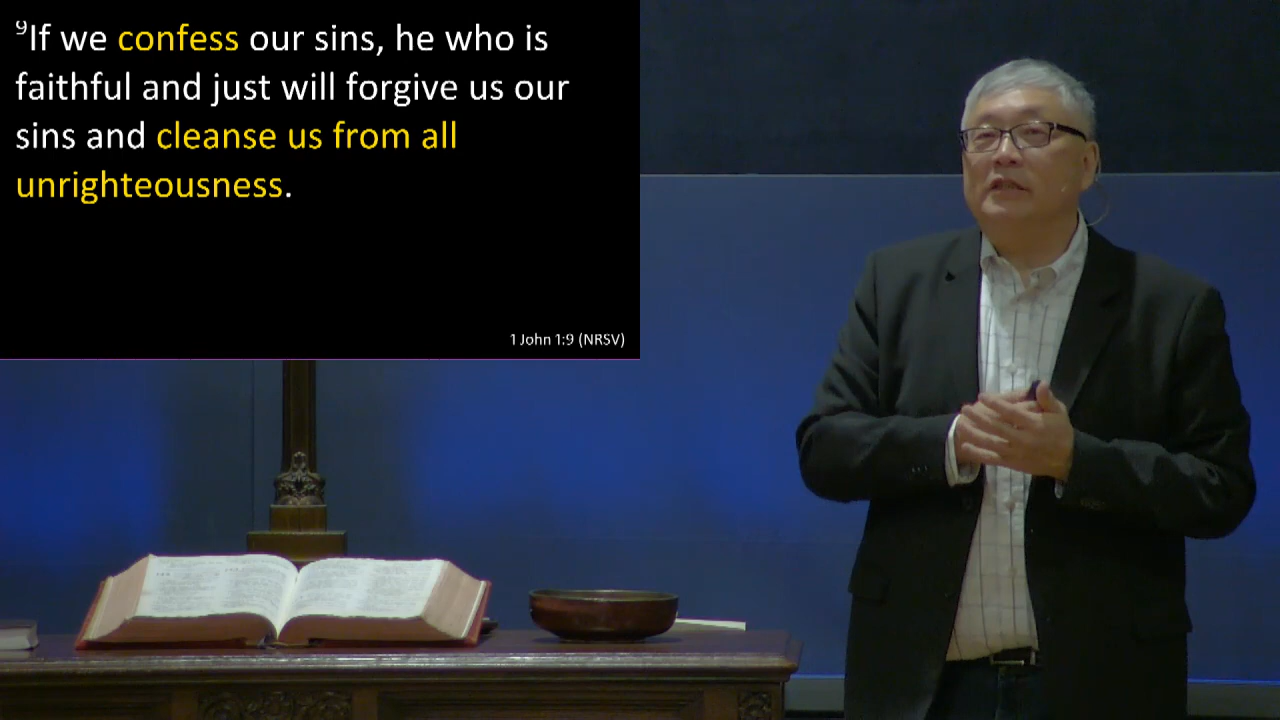 ⁹If we confess our sins, he who is
faithful and just will forgive us our
sins and cleanse us from all
unrighteousness.
1 John 1:9 (NRSV)